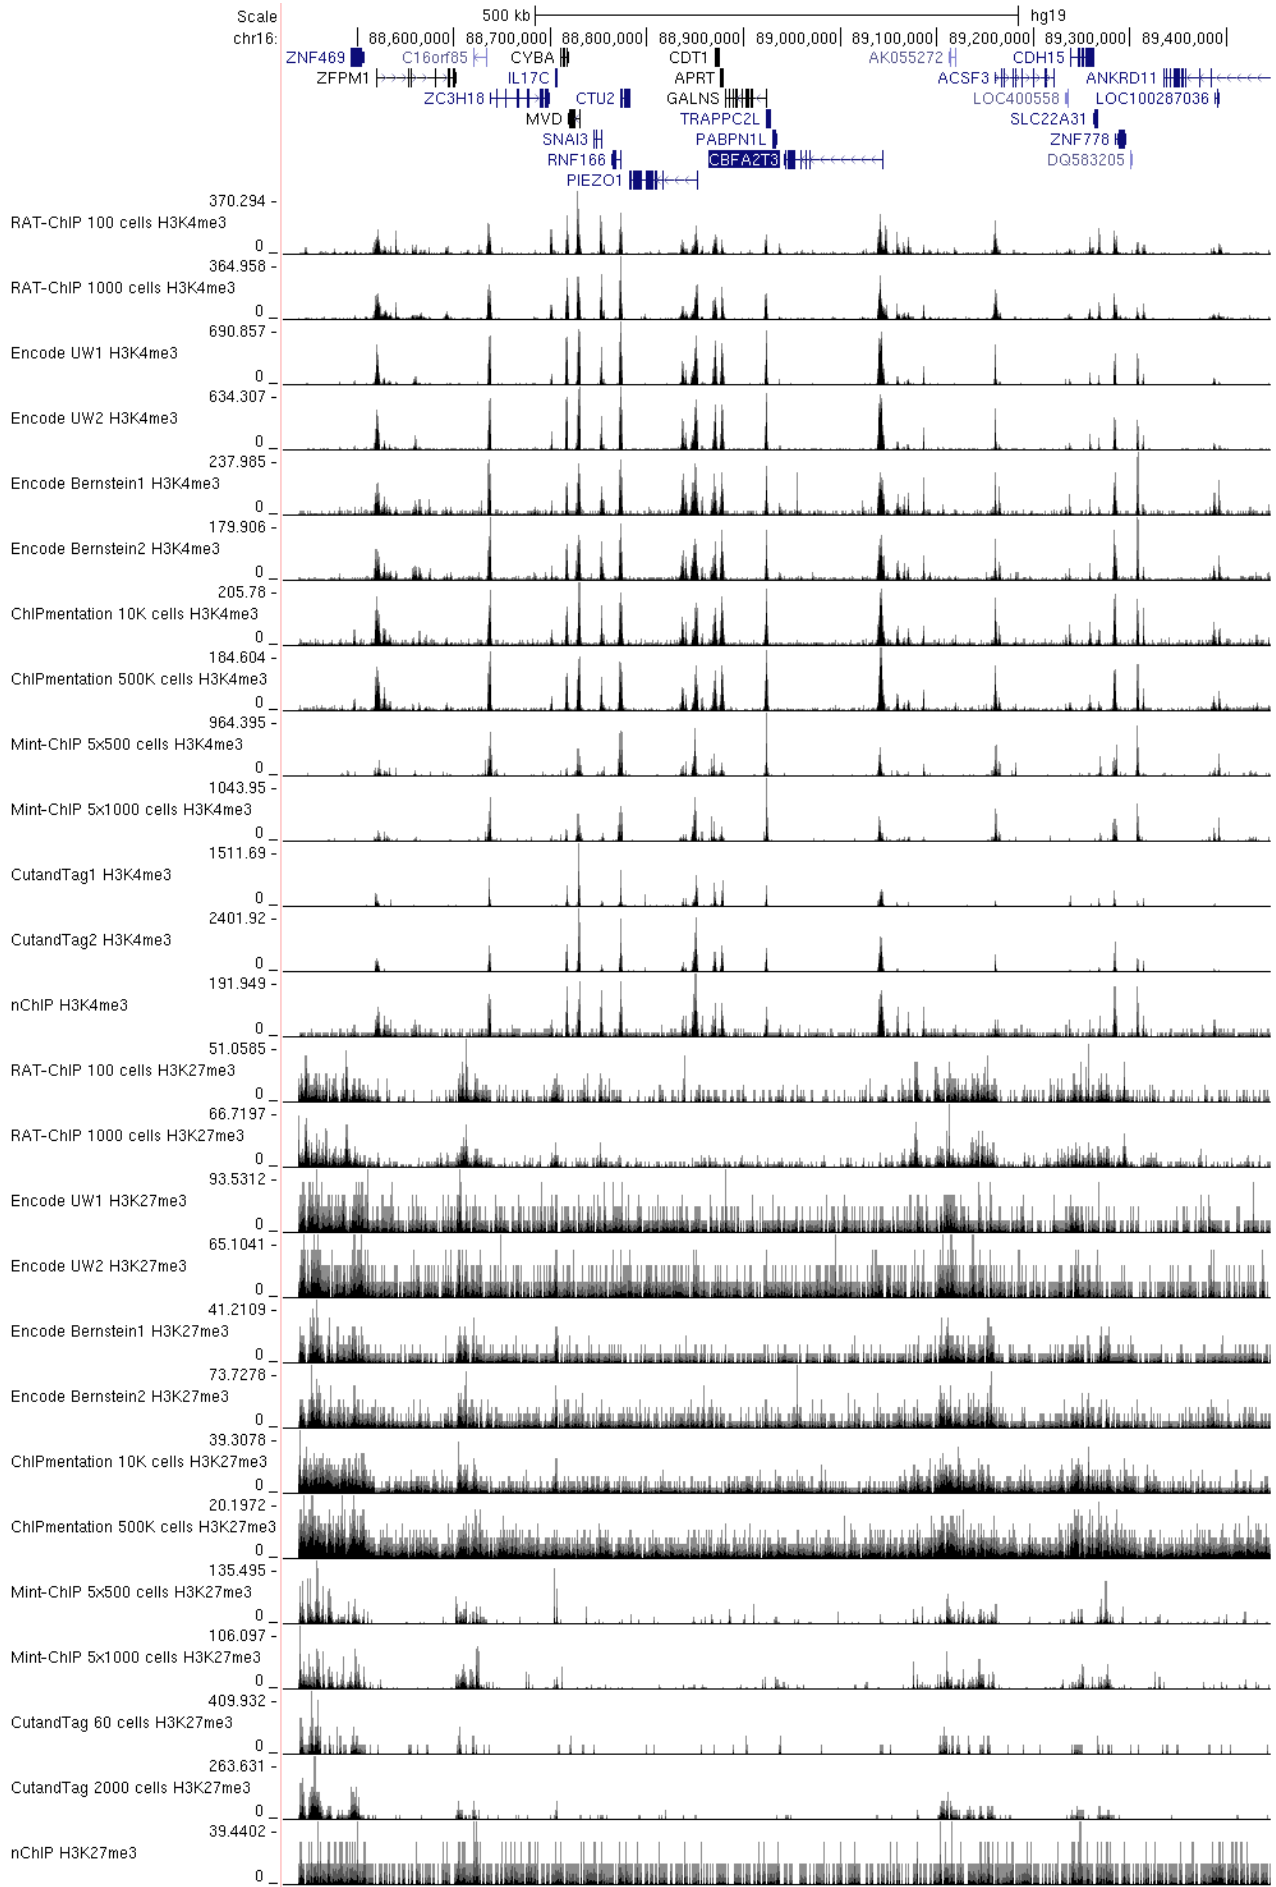 Scale 500 kb hg19
chr16: 88,600,000 88,700,000 88,800,000 88,900,000 89,000,000 89,100,000 89,200,000 89,300,000 89,400,000
ZNF469 C16orf85 CYBA CDT1 AK055272 CDH15
ZFPM1 IL17C APRT ACSF3 ANKRD11
ZC3H18 CTU2 GALNS LOC400558 LOC100287036
MVD TRAPPC2L SLC22A31
SNAI3 PABPN1L ZNF778
RNF166 CBFA2T3 DQ583205
PIEZO1
370.294
RAT-ChIP 100 cells H3K4me3
0
364.958
RAT-ChIP 1000 cells H3K4me3
0
690.857
Encode UW1 H3K4me3
0
634.307
Encode UW2 H3K4me3
0
237.985
Encode Bernstein1 H3K4me3
0
179.906
Encode Bernstein2 H3K4me3
0
205.78
ChIPmentation 10K cells H3K4me3
0
184.604
ChIPmentation 500K cells H3K4me3
0
964.395
Mint-ChIP 5x500 cells H3K4me3
0
1043.95
Mint-ChIP 5x1000 cells H3K4me3
0
1511.69
CutandTag1 H3K4me3
0
2401.92
CutandTag2 H3K4me3
0
191.949
nChIP H3K4me3
0
51.0585
RAT-ChIP 100 cells H3K27me3
0
66.7197
RAT-ChIP 1000 cells H3K27me3
0
93.5312
Encode UW1 H3K27me3
0
65.1041
Encode UW2 H3K27me3
0
41.2109
Encode Bernstein1 H3K27me3
0
73.7278
Encode Bernstein2 H3K27me3
0
39.3078
ChIPmentation 10K cells H3K27me3
0
20.1972
ChIPmentation 500K cells H3K27me3
0
135.495
Mint-ChIP 5x500 cells H3K27me3
0
106.097
Mint-ChIP 5x1000 cells H3K27me3
0
409.932
CutandTag 60 cells H3K27me3
0
263.631
CutandTag 2000 cells H3K27me3
0
39.4402
nChIP H3K27me3
0